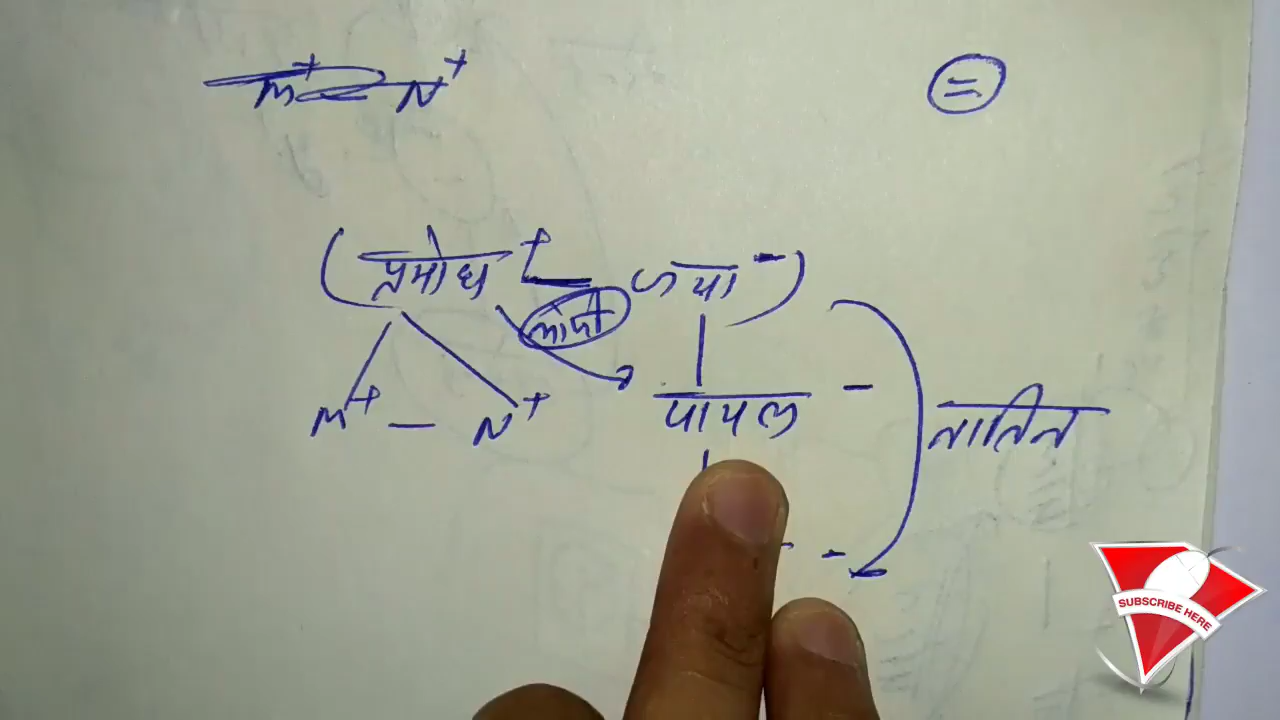 M⁺ N⁺
=
प्रमोध + जया -
M⁺ - N⁺
पायल -
नातिन
-
SUBSCRIBE HERE